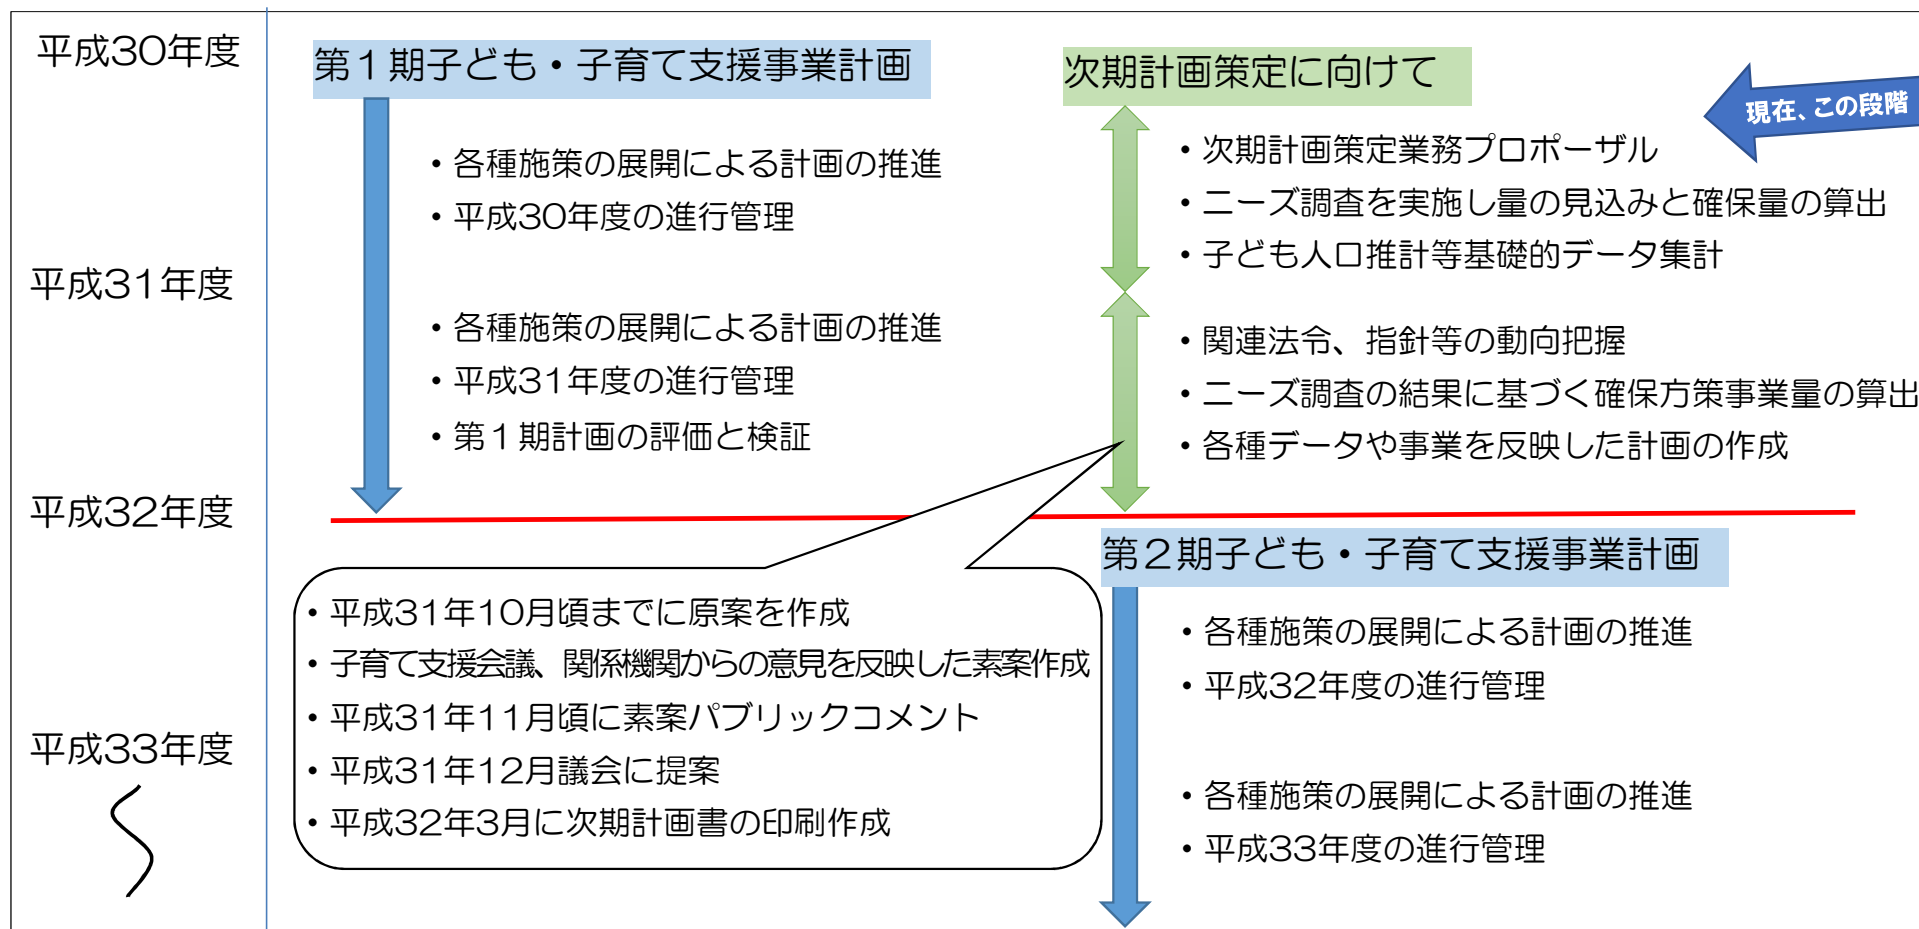 平成30年度
第１期子ども・子育て支援事業計画
・各種施策の展開による計画の推進
・平成30年度の進行管理
次期計画策定に向けて
現在、この段階
・次期計画策定業務プロポーザル
・ニーズ調査を実施し量の見込みと確保量の算出
・子ども人口推計等基礎的データ集計
平成31年度
・各種施策の展開による計画の推進
・平成31年度の進行管理
・第１期計画の評価と検証
・関連法令、指針等の動向把握
・ニーズ調査の結果に基づく確保方策事業量の算出
・各種データや事業を反映した計画の作成
平成32年度
・平成31年10月頃までに原案を作成
・子育て支援会議、関係機関からの意見を反映した素案作成
・平成31年11月頃に素案パブリックコメント
・平成31年12月議会に提案
・平成32年3月に次期計画書の印刷作成
第２期子ども・子育て支援事業計画
・各種施策の展開による計画の推進
・平成32年度の進行管理
平成33年度
・各種施策の展開による計画の推進
・平成33年度の進行管理